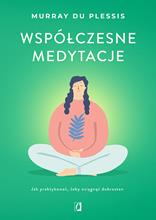 MURRAY DU PLESSIS
WSPÓŁCZESNE
MEDYTACJE
Jak praktykować, żeby osiągnąć dobrostan